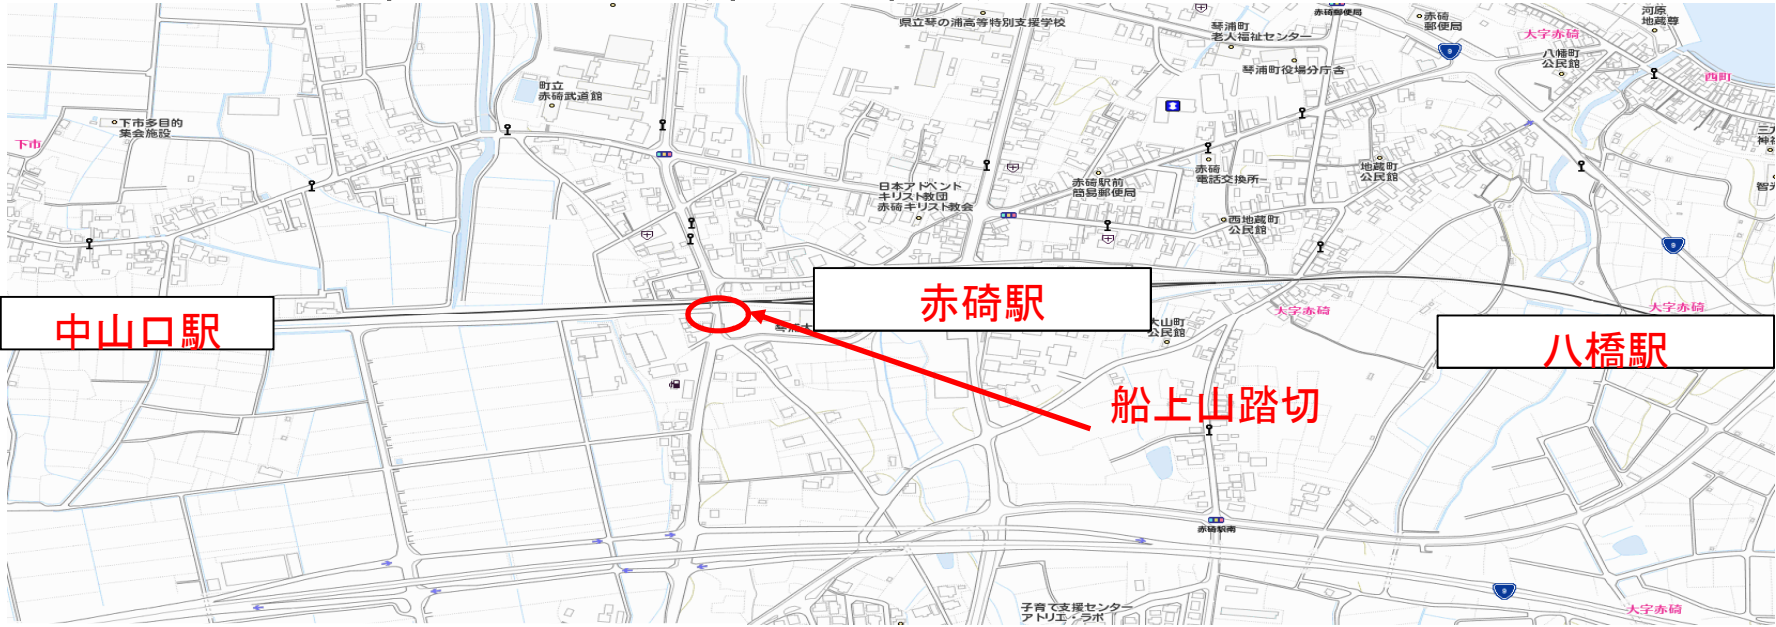 県立琴の浦高等特別支援学校
琴浦町
老人福祉センター
赤碕郵便局
赤碕
郵便局
大字赤碕
河原
地蔵尊
八幡町
公民館
西町
琴浦町役場分庁舎
町立
赤碕武道館
下市多目的
集会施設
下市
日本アドベント
キリスト教団
赤碕キリスト教会
赤碕駅前
簡易郵便局
赤碕
電話交換所
地蔵町
公民館
西地蔵町
公民館
9
9
中山口駅
赤碕駅
大字赤碕
大字赤碕
八橋駅
大山町
公民館
船上山踏切
赤碕駅南
9
大字赤碕
子育て支援センター
アトリエ・ラボ